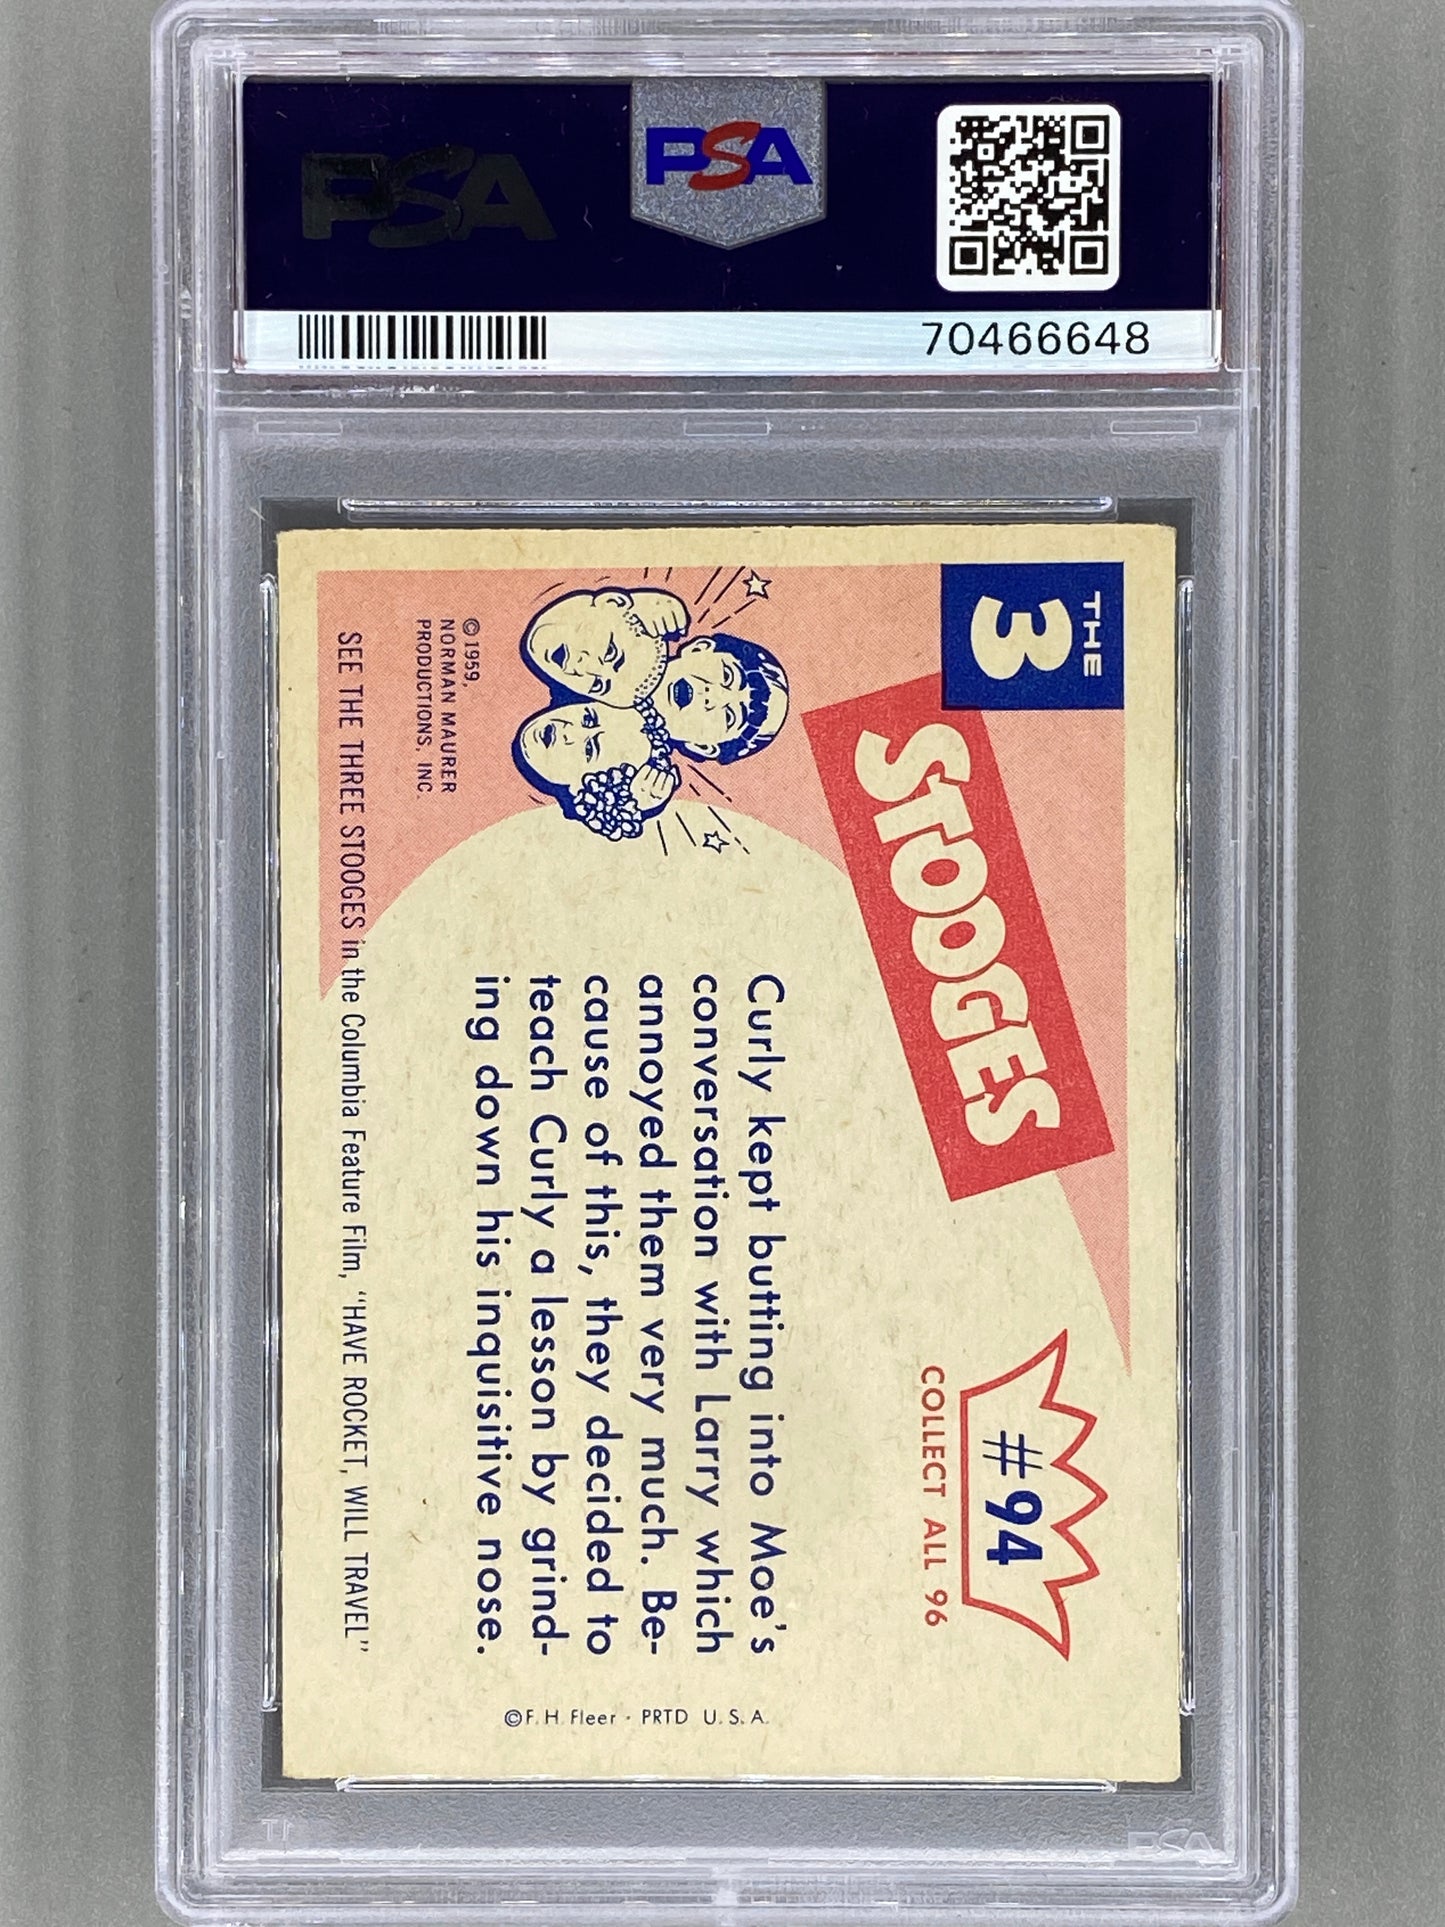 PSA
PSA
70466648
THE
3
STOOGES
#94
COLLECT ALL 96
Curly kept butting into Moe's
conversation with Larry which
annoyed them very much. Be-
cause of this, they decided to
teach Curly a lesson by grind-
ing down his inquisitive nose.
© 1959,
NORMAN MAURER
PRODUCTIONS, INC.
SEE THE THREE STOOGES in the Columbia Feature Film, "HAVE ROCKET, WILL TRAVEL"
©F. H. Fleer - PRTD U. S. A.
PSA